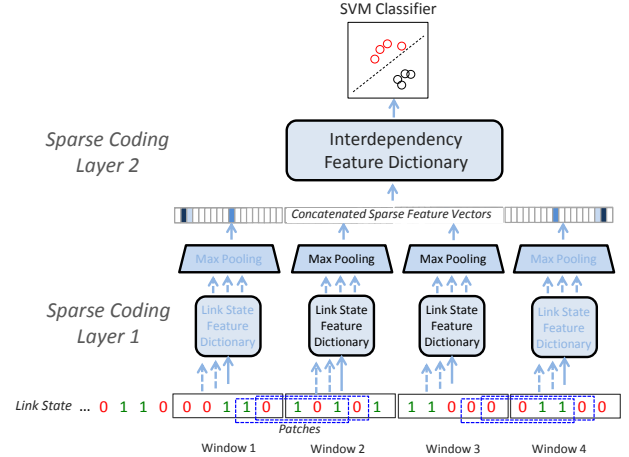 SVM Classifier
Sparse Coding
Layer 2
Interdependency
Feature Dictionary
Concatenated Sparse Feature Vectors
Max Pooling Max Pooling Max Pooling Max Pooling
Sparse Coding
Layer 1
Link State Link State Link State Link State
Feature Feature Feature Feature
Dictionary Dictionary Dictionary Dictionary
Link State ... 0 1 1 0 0 0 1 1 0 1 0 1 0 1 1 1 0 0 0 0 1 1 0 0
Patches
Window 1 Window 2 Window 3 Window 4